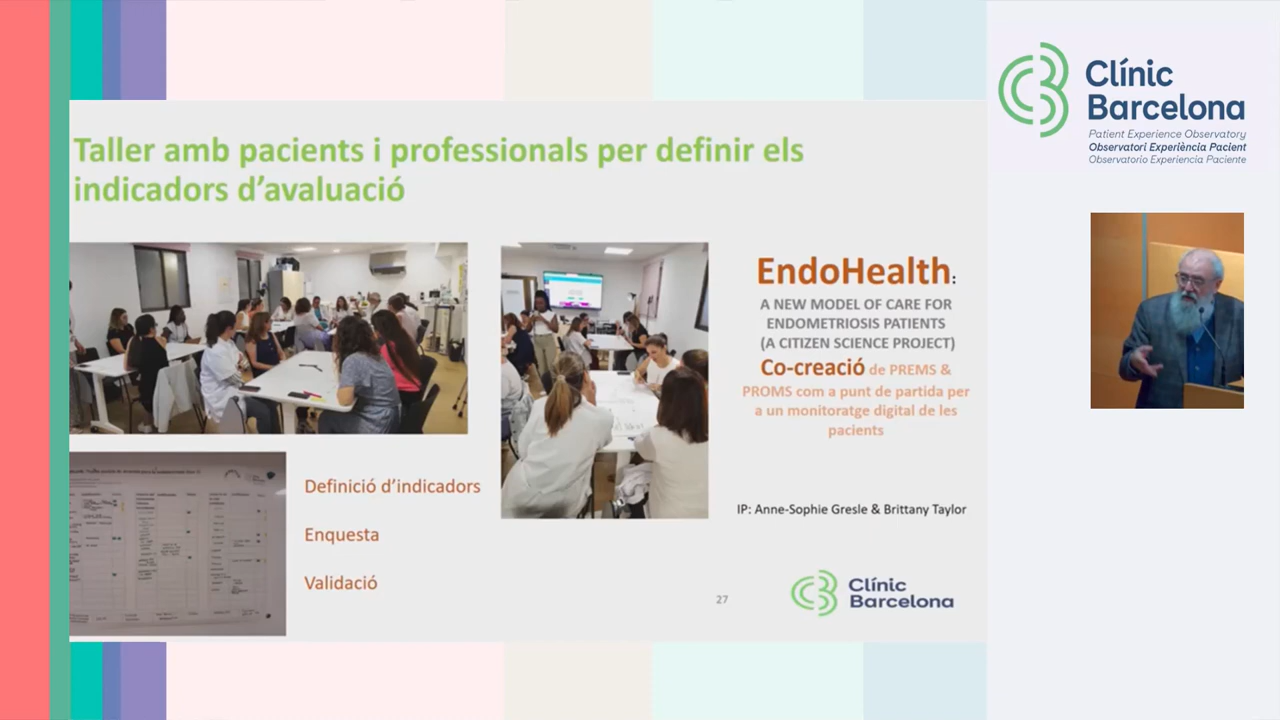 Clínic
Barcelona
Patient Experience Observatory
Observatori Experiència Pacient
Observatorio Experiencia Paciente
Taller amb pacients i professionals per definir els
indicadors d'avaluació
EndoHealth:
A NEW MODEL OF CARE FOR
ENDOMETRIOSIS PATIENTS
(A CITIZEN SCIENCE PROJECT)
Co-creació de PREMS &
PROMS com a punt de partida per
a un monitoratge digital de les
pacients
Definició d'indicadors
Enquesta
Validació
IP: Anne-Sophie Gresle & Brittany Taylor
27
Clínic
Barcelona